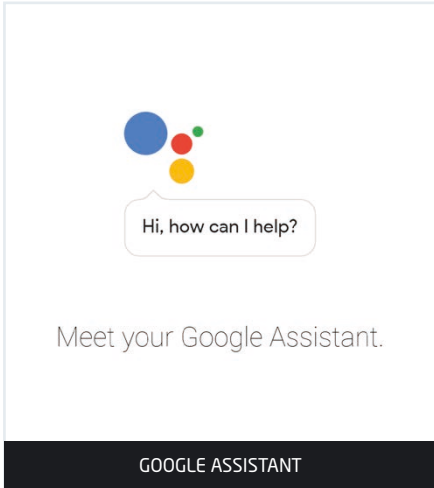 Hi, how can I help?
Meet your Google Assistant.
GOOGLE ASSISTANT